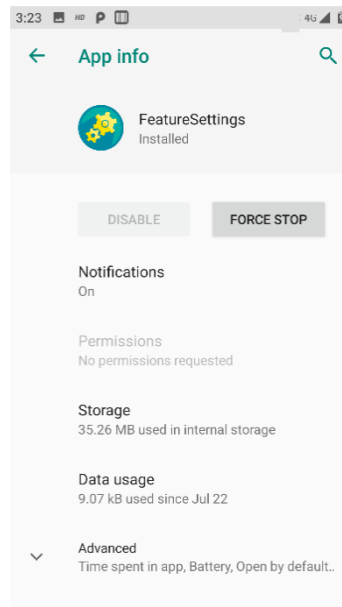 3:23 HD P 4G
App info
FeatureSettings
Installed
DISABLE
FORCE STOP
Notifications
On
Permissions
No permissions requested
Storage
35.26 MB used in internal storage
Data usage
9.07 kB used since Jul 22
Advanced
Time spent in app, Battery, Open by default..